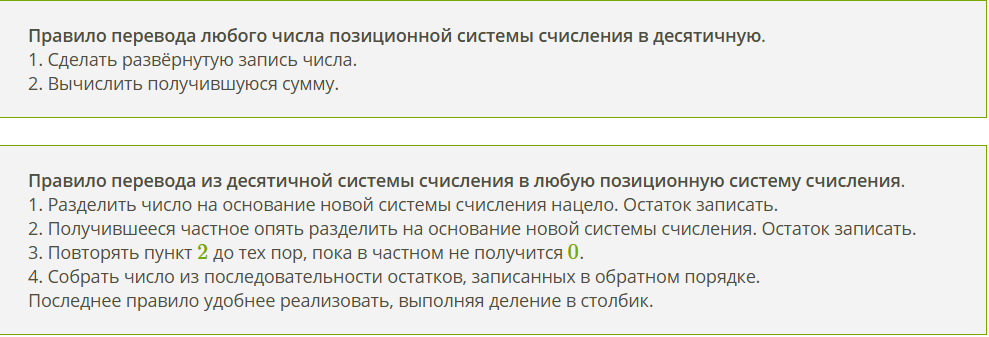 Правило перевода любого числа позиционной системы счисления в десятичную.
1. Сделать развёрнутую запись числа.
2. Вычислить получившуюся сумму.
Правило перевода из десятичной системы счисления в любую позиционную систему счисления.
1. Разделить число на основание новой системы счисления нацело. Остаток записать.
2. Получившееся частное опять разделить на основание новой системы счисления. Остаток записать.
3. Повторять пункт 2 до тех пор, пока в частном не получится 0.
4. Собрать число из последовательности остатков, записанных в обратном порядке.
Последнее правило удобнее реализовать, выполняя деление в столбик.